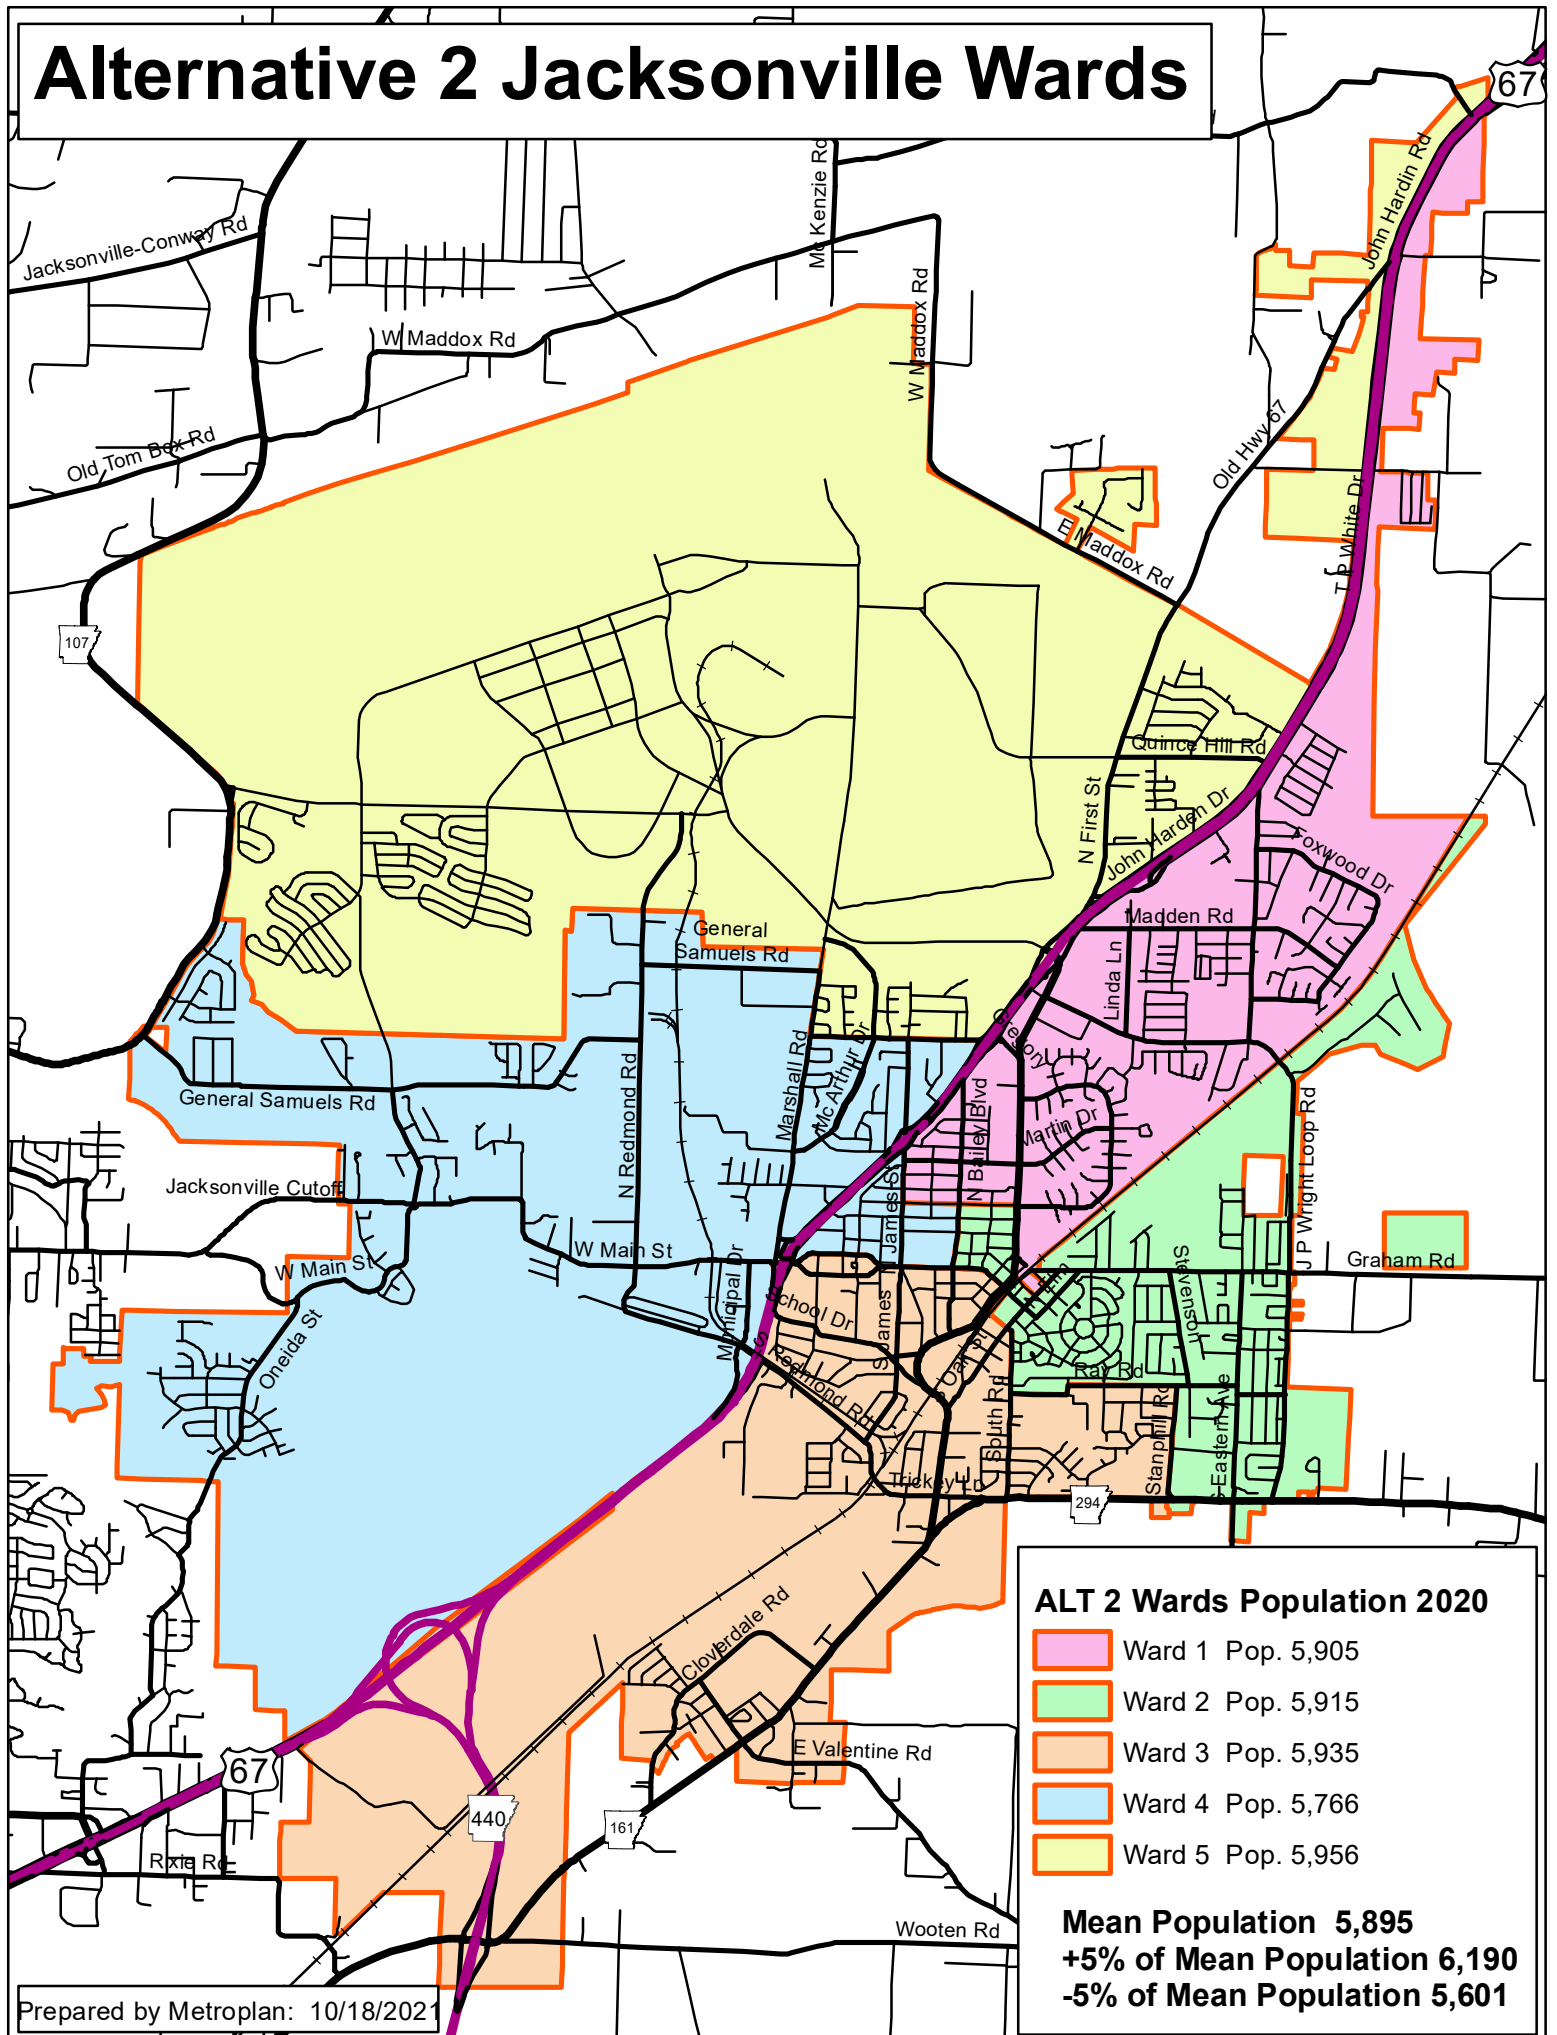 Alternative 2 Jacksonville Wards
67
John Hardin Rd
Mc Kenzie Rd
Jacksonville-Conway Rd
W Maddox Rd
W Maddox Rd
Old Tom Box Rd
Old Hwy 67
T P White Dr
E Maddox Rd
107
Quince Hill Rd
N First St
John Harden Dr
Foxwood Dr
Madden Rd
General
Samuels Rd
Linda Ln
Gregory
Marshall Rd
Mc Arthur Dr
N Redmond Rd
General Samuels Rd
N Bailey Blvd
Martin Dr
J P Wright Loop Rd
Jacksonville Cutoff
N James St
W Main St
W Main St
Municipal Dr
Stevenson
Graham Rd
Elm
School Dr
S James
Oneida St
S Redmond Rd
S Oak St
Ray Rd
South Rd
Stanphill Rd
S Eastern Ave
Trickey Ln
294
Cloverdale Rd
E Valentine Rd
67
440
161
Rixie Rd
Wooten Rd
ALT 2 Wards Population 2020
Ward 1 Pop. 5,905
Ward 2 Pop. 5,915
Ward 3 Pop. 5,935
Ward 4 Pop. 5,766
Ward 5 Pop. 5,956
Mean Population 5,895
+5% of Mean Population 6,190
-5% of Mean Population 5,601
Prepared by Metroplan: 10/18/2021